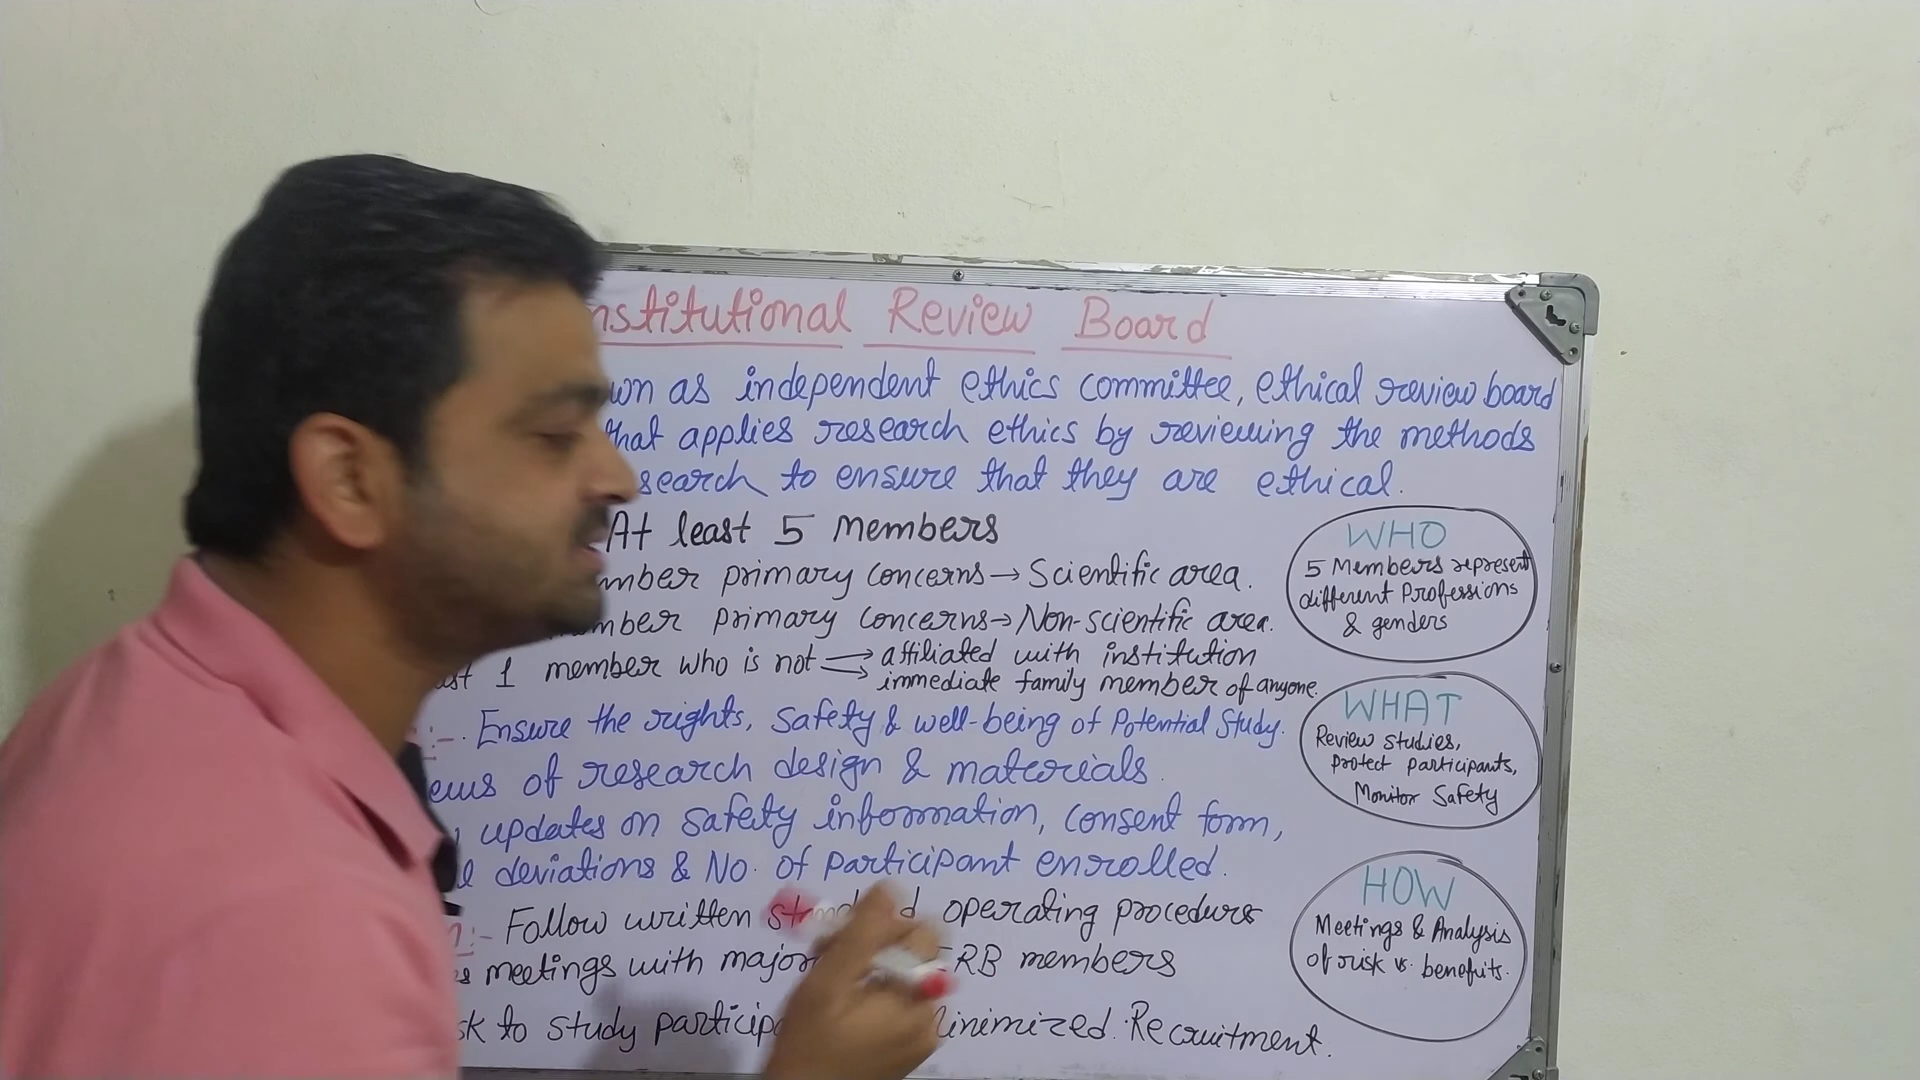 nstitutional Review Board
wn as independent ethics committee, ethical review board
that applies research ethics by reviewing the methods
search to ensure that they are ethical.
At least 5 Members
mber primary concerns → Scientific area.
mber primary concerns → Non-scientific area.
ast 1 member who is not → affiliated with institution
→ immediate family member of anyone.
:- Ensure the rights, safety & well-being of Potential Study.
ews of research design & materials.
updates on safety information, consent form,
l deviations & No. of participant enrolled.
n:- Follow written operating procedures
es meetings with major IRB members
sk to study particip inimized. Recruitment.
WHO
5 Members represent
different Professions
& genders
WHAT
Review studies,
protect participants,
Monitor Safety
HOW
Meetings & Analysis
of risk vs. benefits.